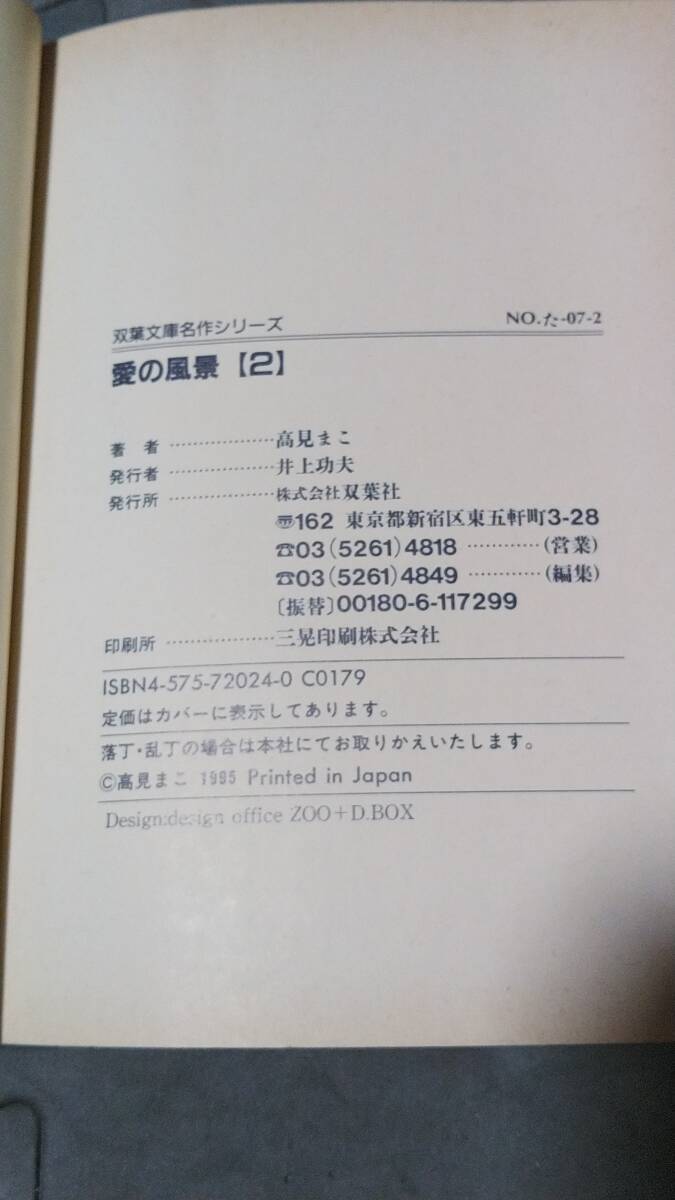 双葉文庫名作シリーズ NO.た-07-2
愛の風景【2】
著者………………高見まこ
発行者………………井上功夫
発行所………………株式会社双葉社
〠162 東京都新宿区東五軒町3-28
☎03(5261)4818…………(営業)
☎03(5261)4849…………(編集)
〔振替〕00180-6-117299
印刷所………………三晃印刷株式会社
ISBN4-575-72024-0 C0179
定価はカバーに表示してあります。
落丁・乱丁の場合は本社にてお取りかえいたします。
©高見まこ 1995 Printed in Japan
Design:design office ZOO+D.BOX